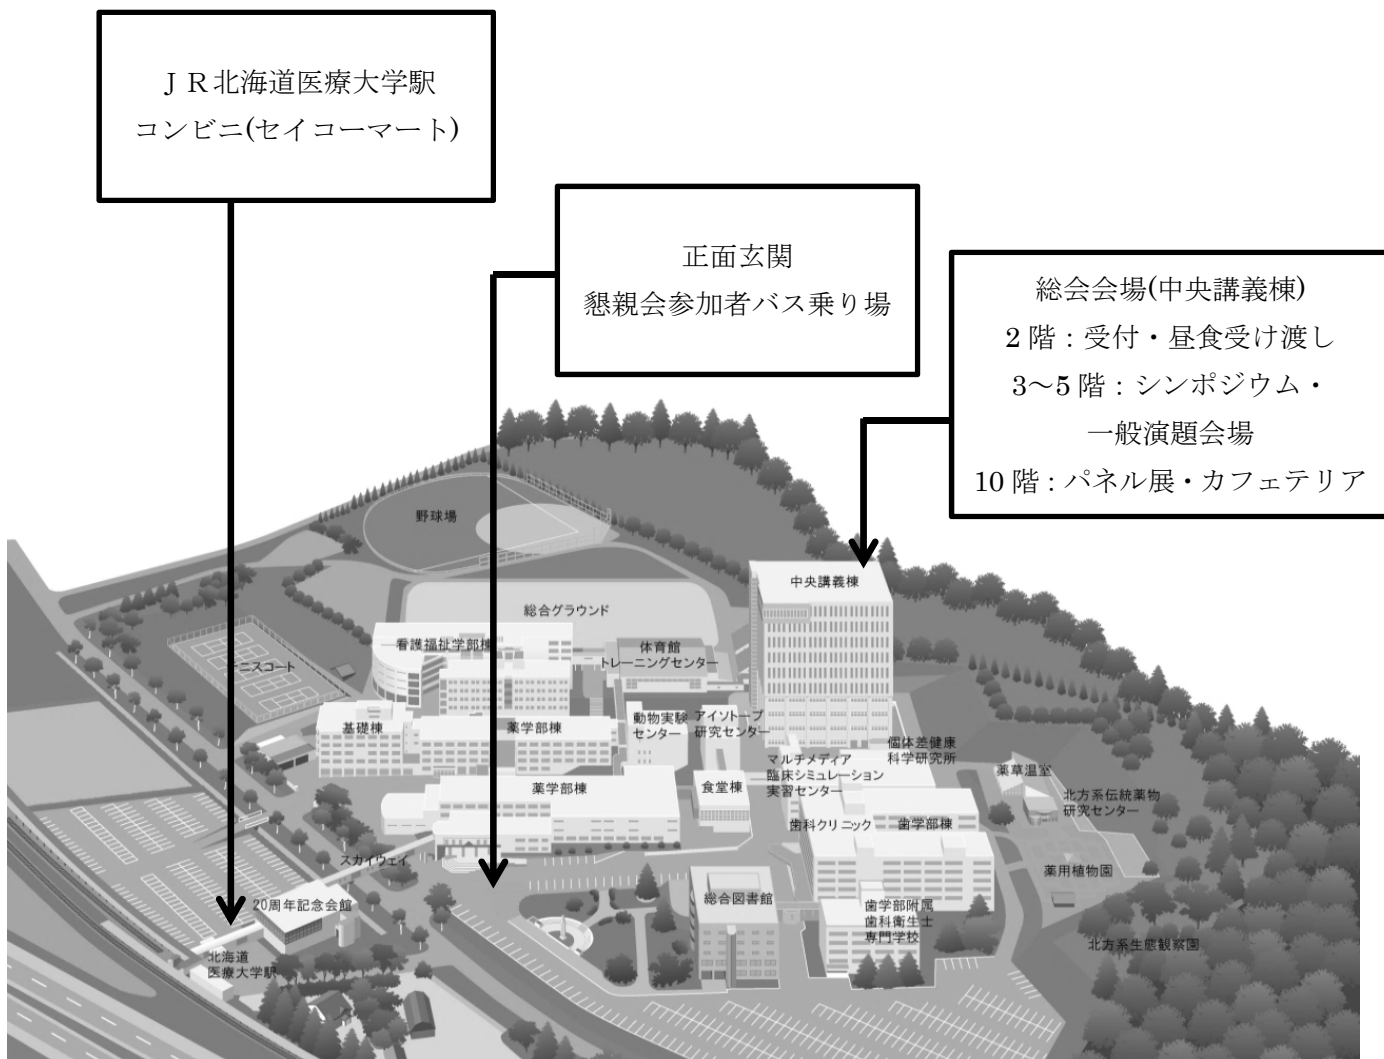 ＪＲ北海道医療大学駅
コンビニ(セイコーマート)
正面玄関
懇親会参加者バス乗り場
総会会場(中央講義棟)
2 階：受付・昼食受け渡し
3～5 階：シンポジウム・
一般演題会場
10 階：パネル展・カフェテリア
野球場
中央講義棟
総合グラウンド
看護福祉学部棟
体育館
トレーニングセンター
テニスコート
基礎棟
薬学部棟
動物実験
センター
アイソトープ
研究センター
個体差健康
科学研究所
マルチメディア
臨床シミュレーション
実習センター
薬草温室
北方系伝統薬物
研究センター
薬学部棟
食堂棟
歯科クリニック
歯学部棟
スカイウェイ
薬用植物園
20周年記念会館
総合図書館
歯学部附属
歯科衛生士
専門学校
北方系生態観察園
北海道
医療大学駅